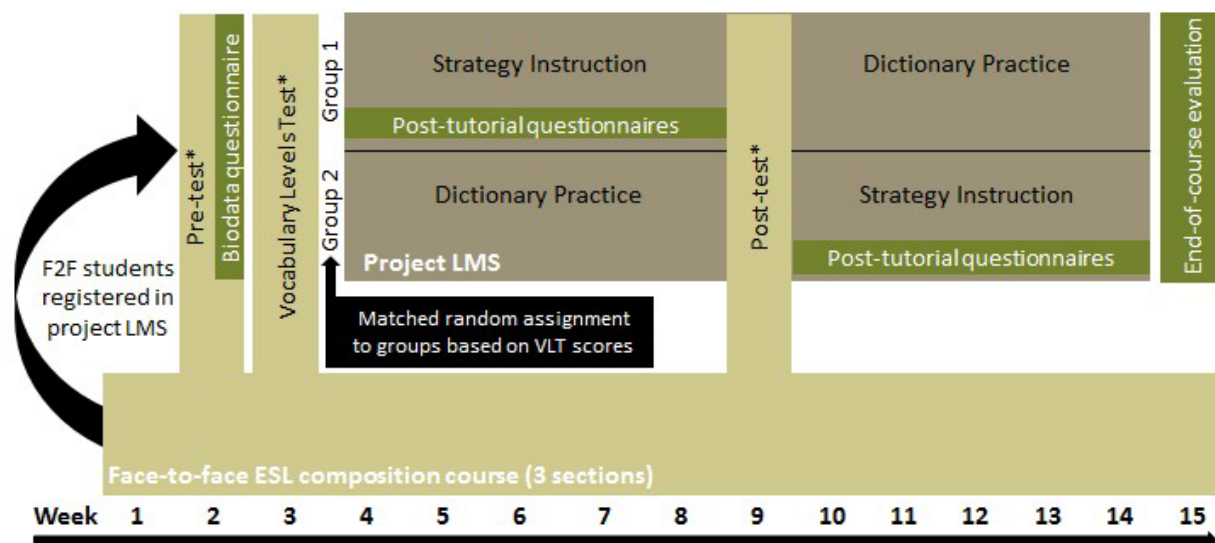 Pre-test*
Biodata questionnaire
Vocabulary Levels Test*
Group 1
Strategy Instruction
Post-tutorial questionnaires
Group 2
Dictionary Practice
Project LMS
Post-test*
Dictionary Practice
Strategy Instruction
Post-tutorial questionnaires
End-of-course evaluation
F2F students
registered in
project LMS
Matched random assignment
to groups based on VLT scores
Face-to-face ESL composition course (3 sections)
Week 1 2 3 4 5 6 7 8 9 10 11 12 13 14 15